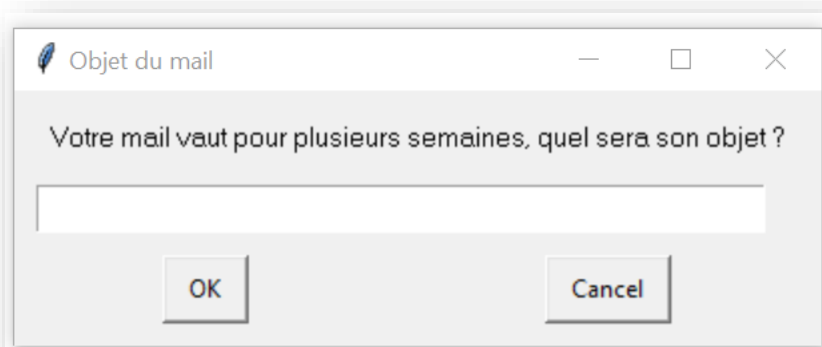 Objet du mail
Votre mail vaut pour plusieurs semaines, quel sera son objet ?
OK Cancel